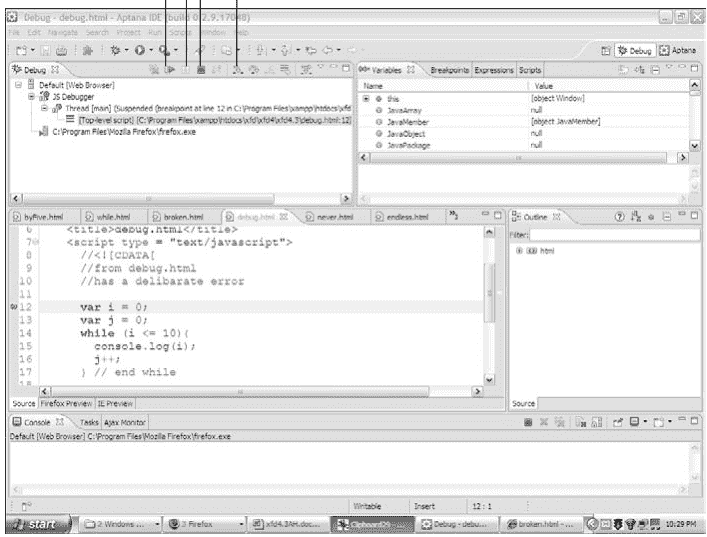 Debug - debug.html - Aptana IDE (build 0.2.9.17048)
File Edit Navigate Search Project Run Scripts Window Help
Debug Aptana
Debug
Default [Web Browser]
JS Debugger
Thread [main] (Suspended (breakpoint at line 12 in C:\Program Files\xampp\htdocs\xfd
[Top-level script] (C:\Program Files\xampp\htdocs\xfd\xfd4\xfd4.3\debug.html:12]
C:\Program Files\Mozilla Firefox\firefox.exe
Variables Breakpoints Expressions Scripts
Name Value
this [object Window]
JavaArray null
JavaMember [object JavaMember]
JavaObject null
JavaPackage null
byFive.html while.html broken.html debug.html never.html endless.html
6 <title>debug.html</title>
7 <script type = "text/javascript">
8 //<![CDATA[
9 //from debug.html
10 //has a delibarate error
11
12 var i = 0;
13 var j = 0;
14 while (i <= 10){
15 console.log(i);
16 j++;
17 } // end while
18
Source Firefox Preview IE Preview
Outline
Filter:
html
Source
Console Tasks Ajax Monitor
Default [Web Browser] C:\Program Files\Mozilla Firefox\firefox.exe
Writable Insert 12 : 1
start 2 Windows ... 3 Firefox xfd4.3AH.doc... Debug - debu... broken.html - ... 10:29 PM